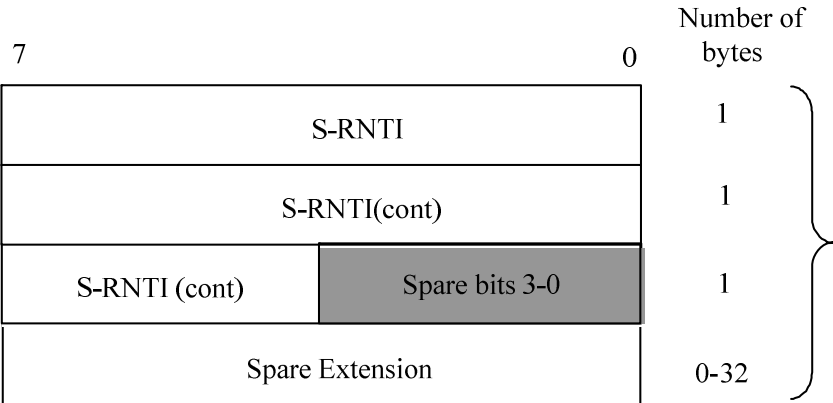 Number of
bytes
7 0
S-RNTI 1
S-RNTI(cont) 1
S-RNTI (cont) Spare bits 3-0 1
Spare Extension 0-32